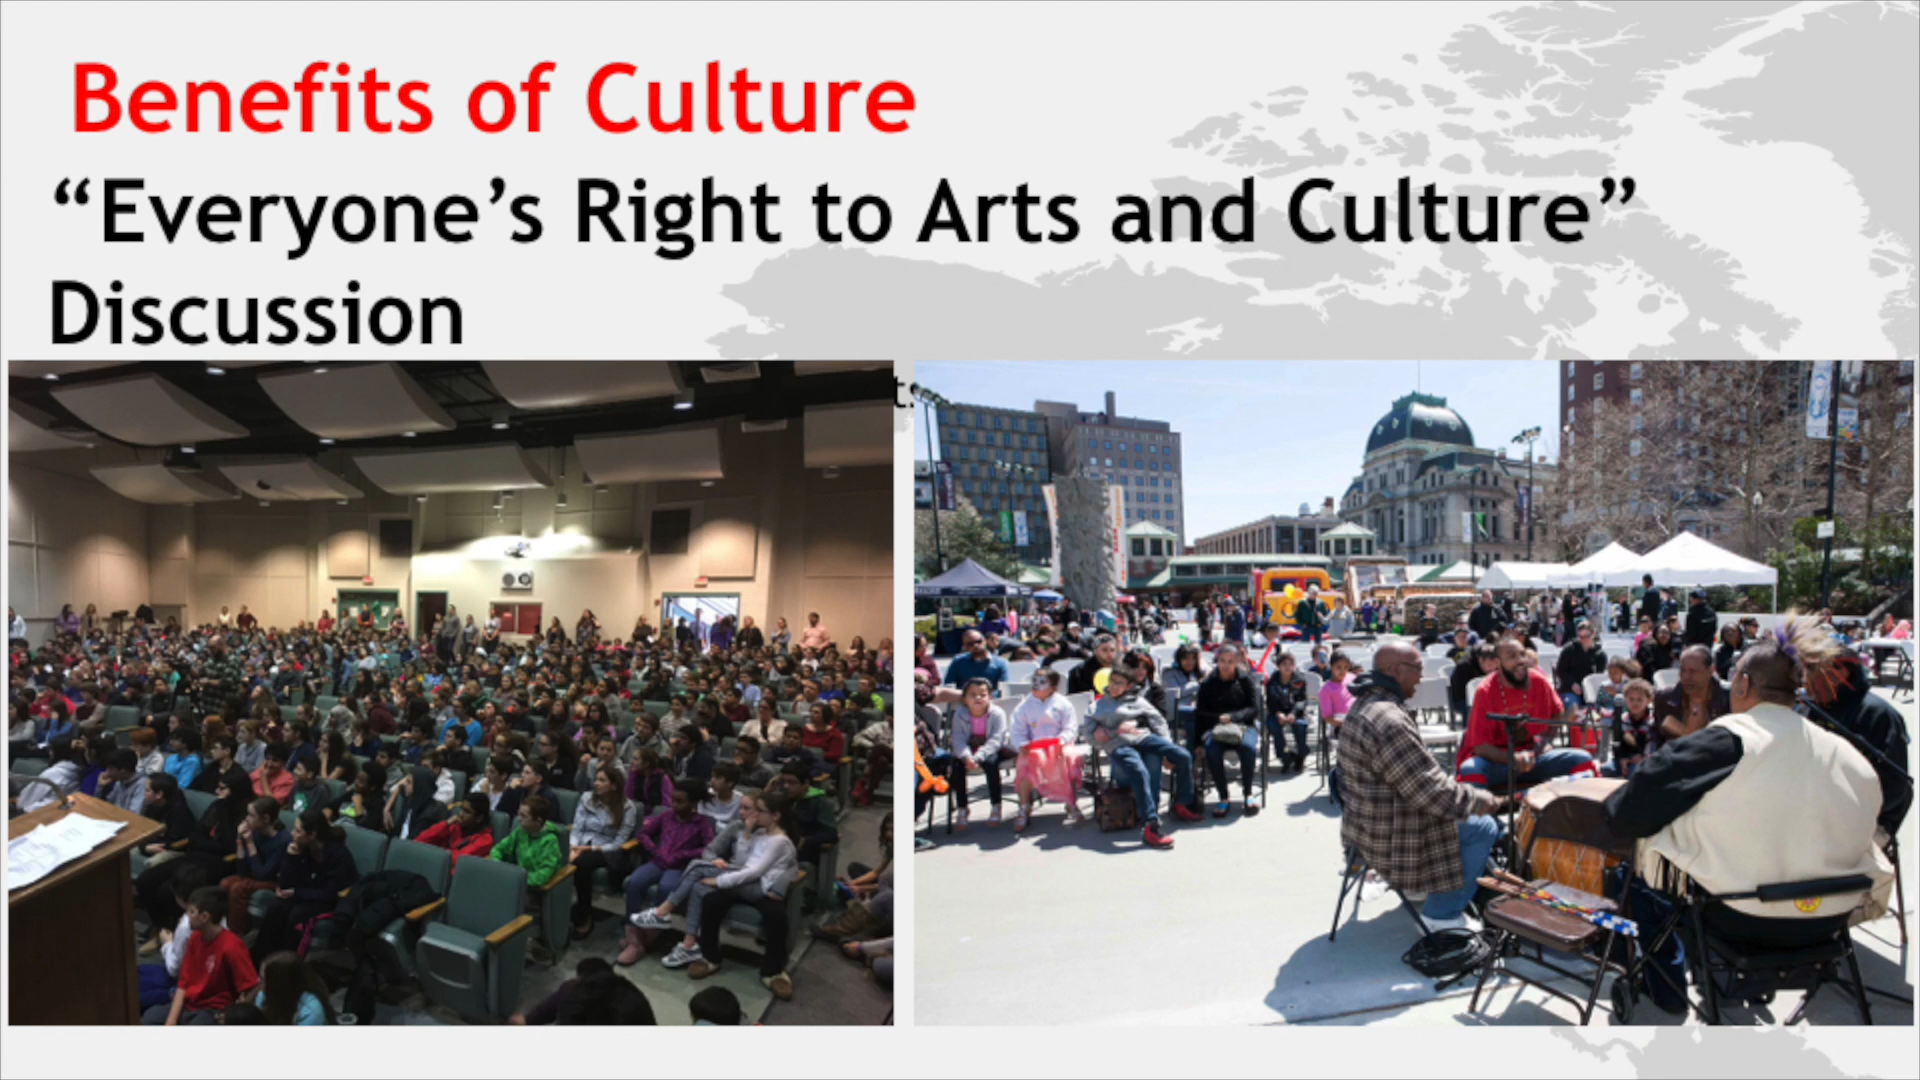 Benefits of Culture
“Everyone’s Right to Arts and Culture”
Discussion